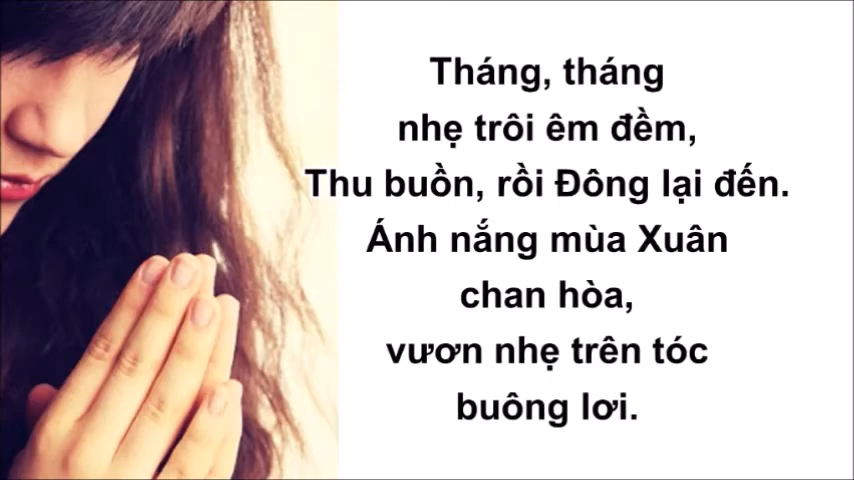 Tháng, tháng
nhẹ trôi êm đềm,
Thu buồn, rồi Đông lại đến.
Ánh nắng mùa Xuân
chan hòa,
vươn nhẹ trên tóc
buông lơi.